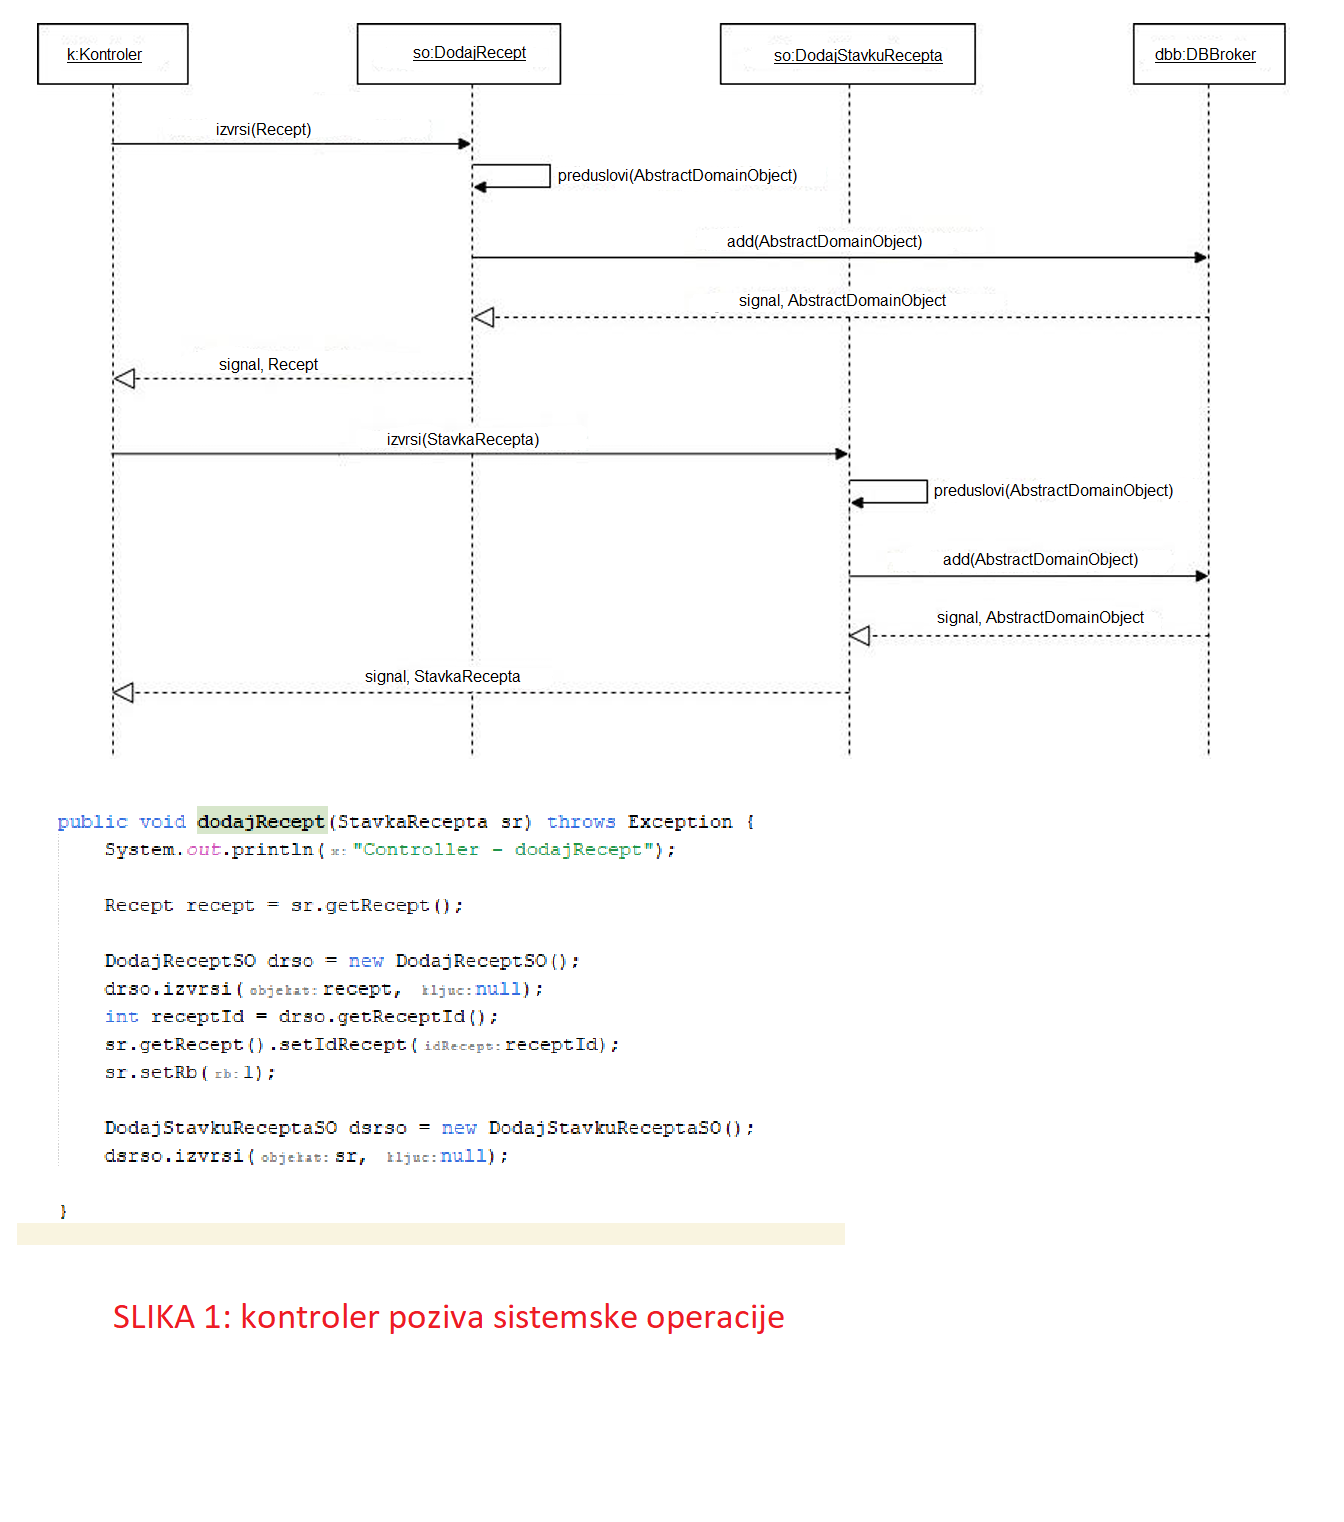 k:Kontroler
so:DodajRecept
so:DodajStavkuRecepta
dbb:DBBroker
izvrsi(Recept)
preduslovi(AbstractDomainObject)
add(AbstractDomainObject)
signal, AbstractDomainObject
signal, Recept
izvrsi(StavkaRecepta)
preduslovi(AbstractDomainObject)
add(AbstractDomainObject)
signal, AbstractDomainObject
signal, StavkaRecepta
public void dodajRecept(StavkaRecepta sr) throws Exception {
System.out.println( x: "Controller - dodajRecept");
Recept recept = sr.getRecept();
DodajReceptSO drso = new DodajReceptSO();
drso.izvrsi( objekat: recept, kljuc: null);
int receptId = drso.getReceptId();
sr.getRecept().setIdRecept( idRecept: receptId);
sr.setRb( rb: 1);
DodajStavkuReceptaSO dsrso = new DodajStavkuReceptaSO();
dsrso.izvrsi( objekat: sr, kljuc: null);
}
SLIKA 1: kontroler poziva sistemske operacije